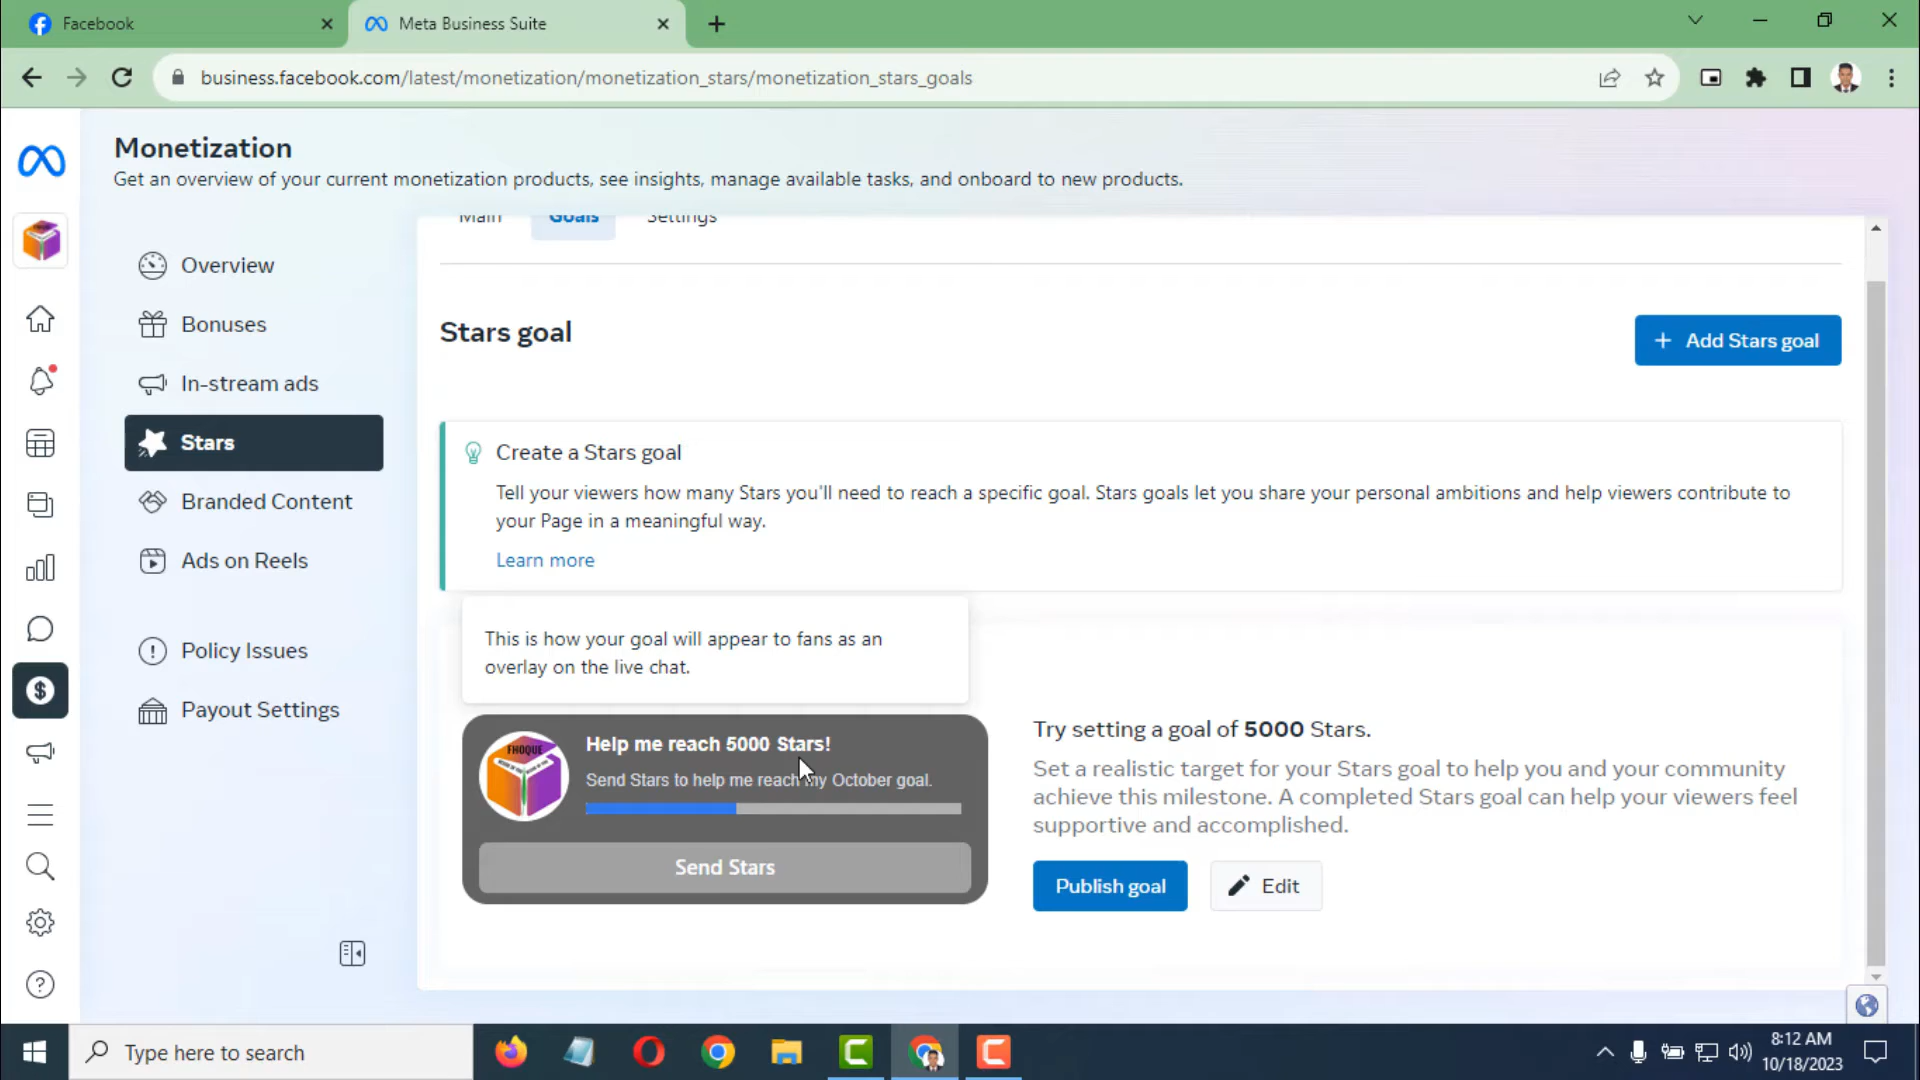 Facebook
Meta Business Suite
business.facebook.com/latest/monetization/monetization_stars/monetization_stars_goals
Monetization
Get an overview of your current monetization products, see insights, manage available tasks, and onboard to new products.
Main
Goals
Settings
Overview
Bonuses
In-stream ads
Stars
Branded Content
Ads on Reels
Policy Issues
Payout Settings
Stars goal
+ Add Stars goal
Create a Stars goal
Tell your viewers how many Stars you'll need to reach a specific goal. Stars goals let you share your personal ambitions and help viewers contribute to
your Page in a meaningful way.
Learn more
This is how your goal will appear to fans as an
overlay on the live chat.
FHOQUE
Help me reach 5000 Stars!
Send Stars to help me reach my October goal.
Send Stars
Try setting a goal of 5000 Stars.
Set a realistic target for your Stars goal to help you and your community
achieve this milestone. A completed Stars goal can help your viewers feel
supportive and accomplished.
Publish goal
Edit
Type here to search
8:12 AM
10/18/2023